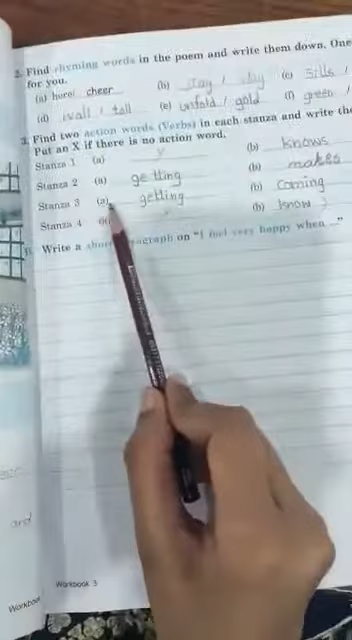 2. Find rhyming words in the poem and write them down. One
for you.
(a) here! cheer (b) day / (c) sills /
(d) wall / tall (e) unfold / gold (f) green /
3. Find two action words (Verbs) in each stanza and write the
Put an X if there is no action word.
Stanza 1 (a) (b) knows
Stanza 2 (a) getting (b) makes
Stanza 3 (a) getting (b) Coming
Stanza 4 (b) know
Write a short paragraph on "I feel very happy when ..."
and
Workbook 3
Workbook